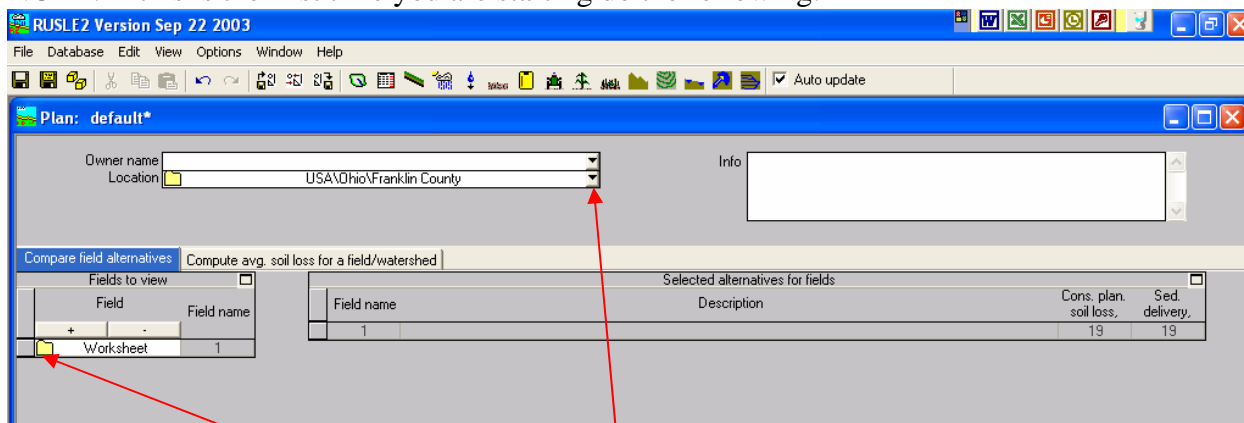 RUSLE2 Version Sep 22 2003
File Database Edit View Options Window Help
Auto update
Plan: default*
Owner name
Info
Location USA\Ohio\Franklin County
Compare field alternatives Compute avg. soil loss for a field/watershed
Fields to view
Selected alternatives for fields
Field Field name
+ -
Worksheet 1
Field name Description Cons. plan. soil loss, Sed. delivery,
1 19 19